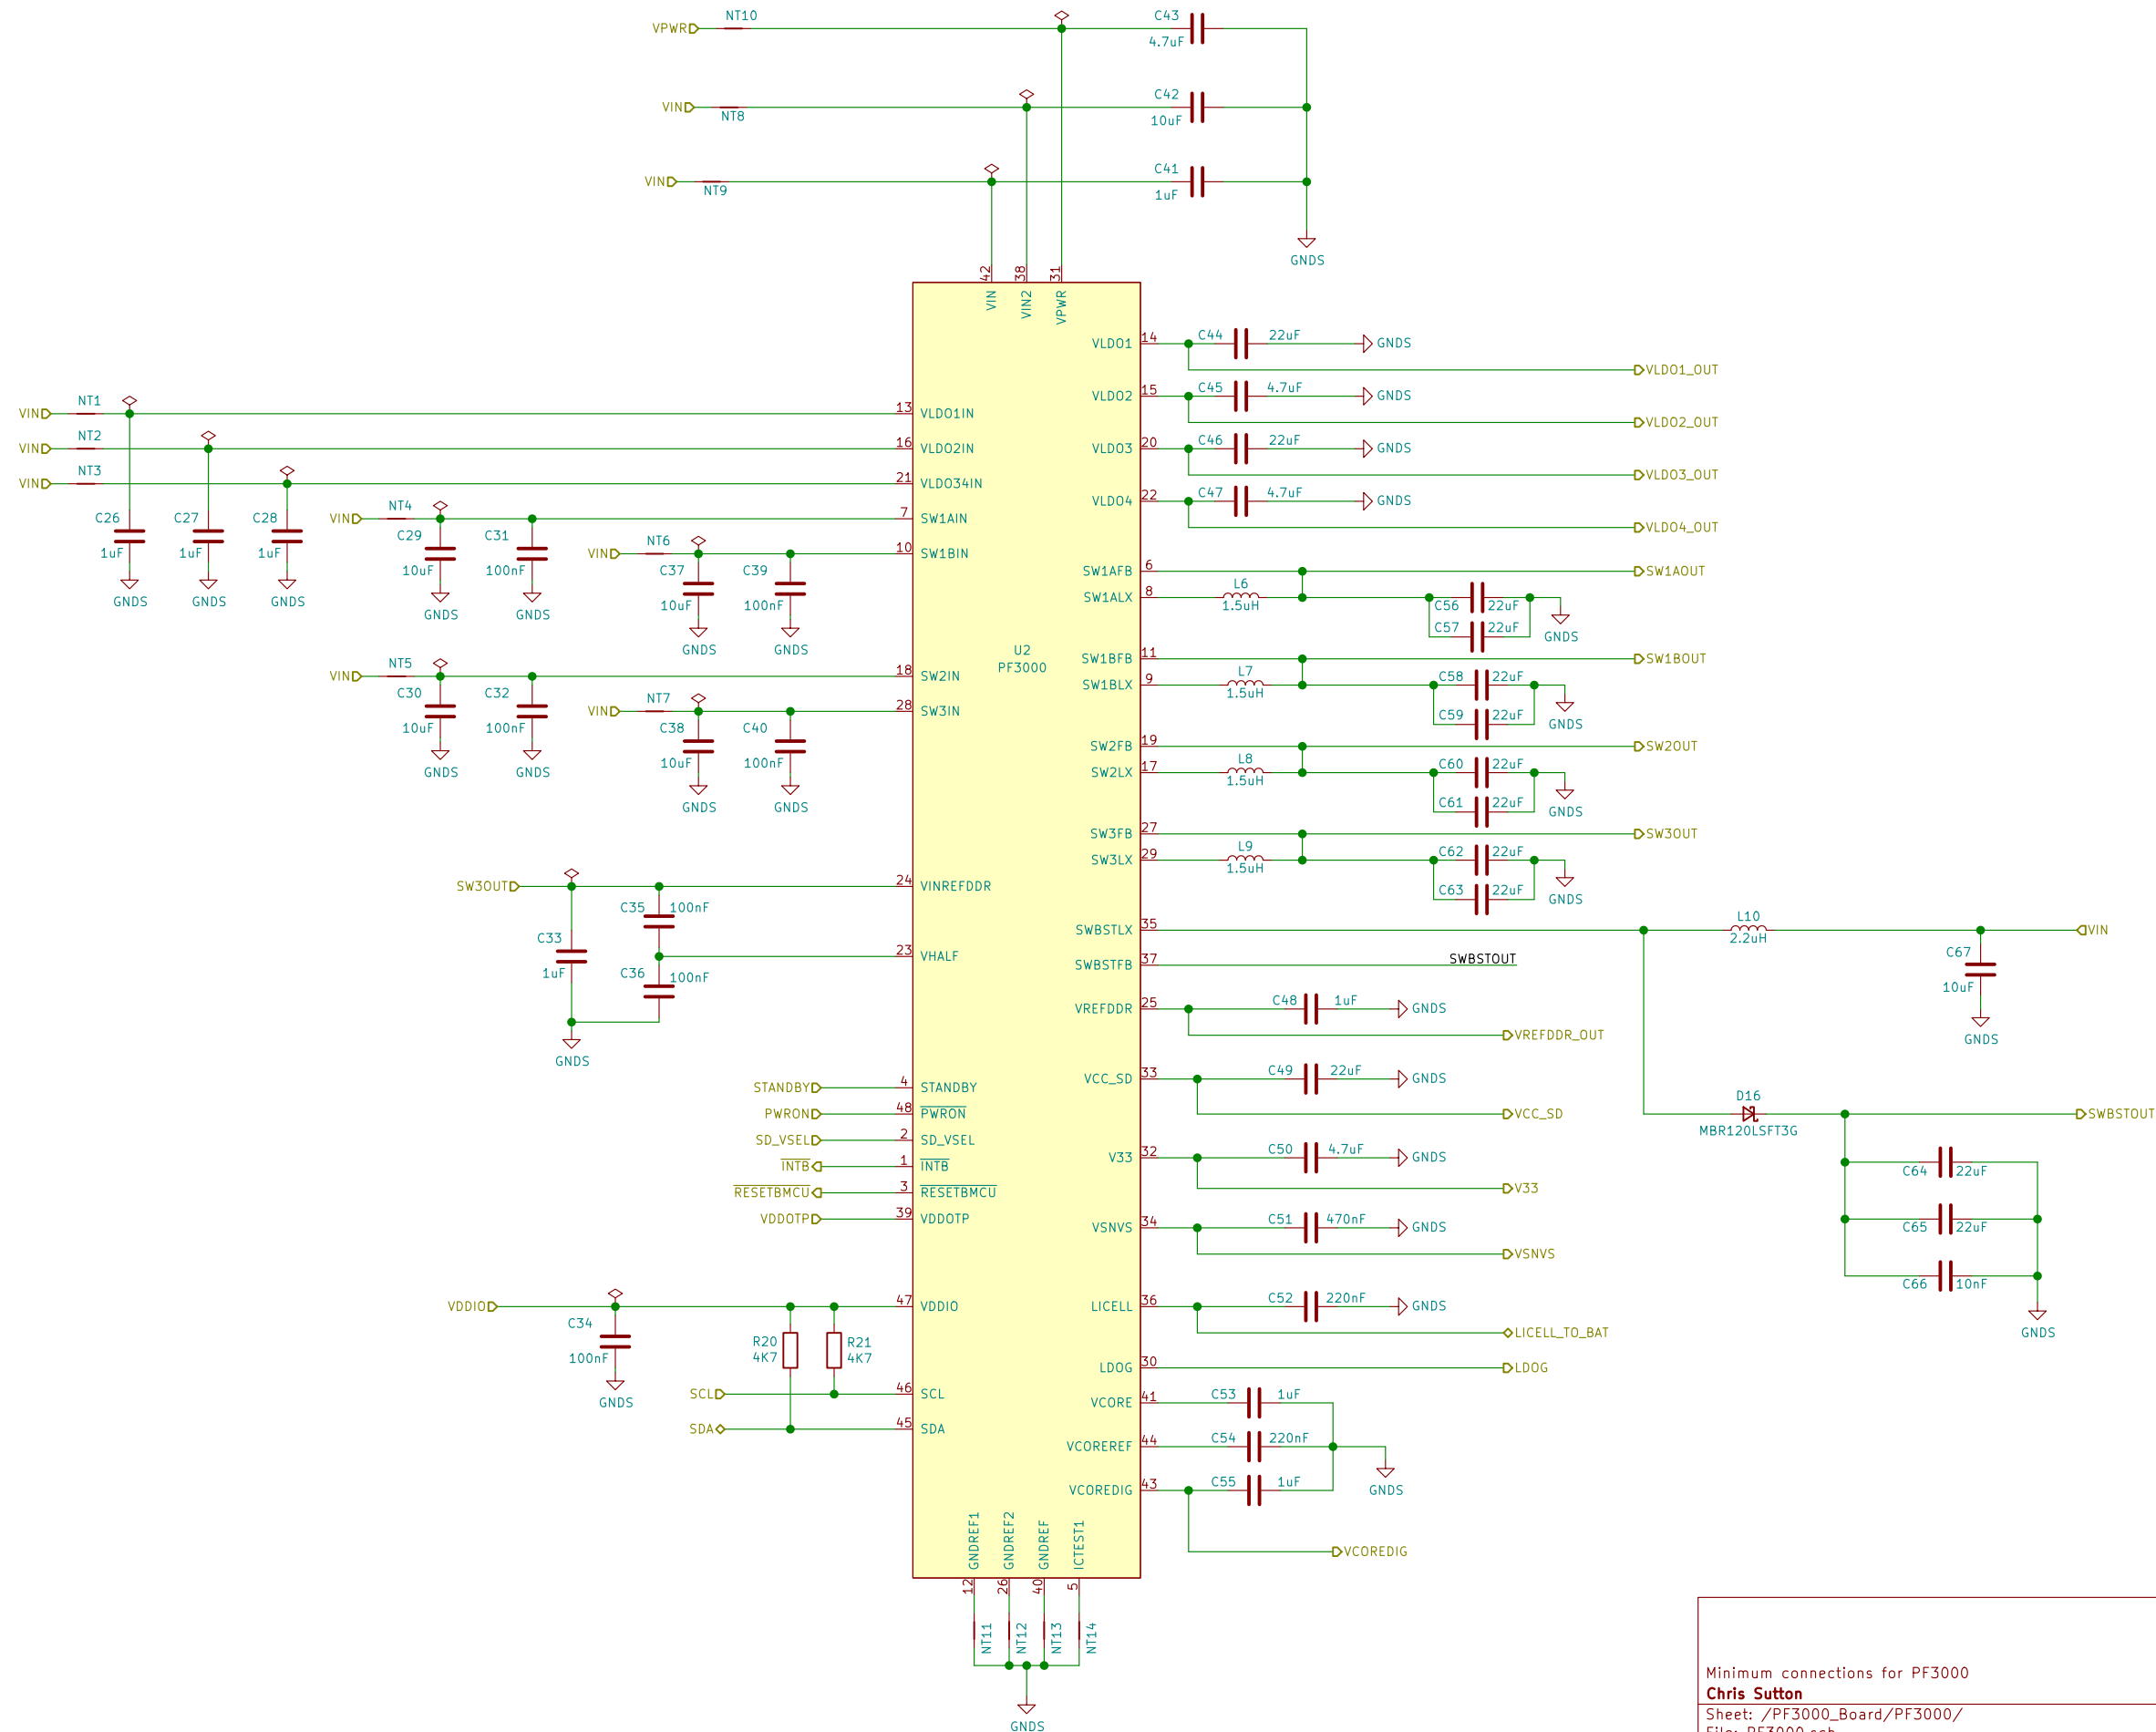 VPWR
NT10
C43
4.7uF
VIN
NT8
C42
10uF
VIN
NT9
C41
1uF
GNDS
42
38
31
VIN
VIN2
VPWR
VIN
NT1
13
VLDO1IN
VIN
NT2
16
VLDO2IN
VIN
NT3
21
VLDO34IN
C26
1uF
GNDS
C27
1uF
GNDS
C28
1uF
GNDS
VIN
NT4
7
SW1AIN
C29
10uF
GNDS
C31
100nF
GNDS
VIN
NT6
10
SW1BIN
C37
10uF
GNDS
C39
100nF
GNDS
VIN
NT5
18
SW2IN
C30
10uF
GNDS
C32
100nF
GNDS
VIN
NT7
28
SW3IN
C38
10uF
GNDS
C40
100nF
GNDS
U2
PF3000
SW3OUT
24
VINREFDDR
C35
100nF
C33
1uF
23
VHALF
C36
100nF
GNDS
STANDBY
4
STANDBY
PWRON
48
PWRON
SD_VSEL
2
SD_VSEL
INTB
1
INTB
RESETBMCU
3
RESETBMCU
VDDOTP
39
VDDOTP
VDDIO
47
VDDIO
C34
100nF
GNDS
R20
4K7
R21
4K7
SCL
46
SCL
SDA
45
SDA
VLDO1
14
C44
22uF
GNDS
VLDO1_OUT
VLDO2
15
C45
4.7uF
GNDS
VLDO2_OUT
VLDO3
20
C46
22uF
GNDS
VLDO3_OUT
VLDO4
22
C47
4.7uF
GNDS
VLDO4_OUT
SW1AFB
6
SW1AOUT
SW1ALX
8
L6
1.5uH
C56
22uF
C57
22uF
GNDS
SW1BFB
11
SW1BOUT
SW1BLX
9
L7
1.5uH
C58
22uF
C59
22uF
GNDS
SW2FB
19
SW2OUT
SW2LX
17
L8
1.5uH
C60
22uF
C61
22uF
GNDS
SW3FB
27
SW3OUT
SW3LX
29
L9
1.5uH
C62
22uF
C63
22uF
GNDS
SWBSTLX
35
L10
2.2uH
VIN
C67
10uF
GNDS
SWBSTFB
37
SWBSTOUT
VREFDDR
25
C48
1uF
GNDS
VREFDDR_OUT
VCC_SD
33
C49
22uF
GNDS
VCC_SD
D16
MBR120LSFT3G
SWBSTOUT
C64
22uF
C65
22uF
C66
10nF
GNDS
V33
32
C50
4.7uF
GNDS
V33
VSNVS
34
C51
470nF
GNDS
VSNVS
LICELL
36
C52
220nF
GNDS
LICELL_TO_BAT
LDOG
30
LDOG
VCORE
41
C53
1uF
VCOREREF
44
C54
220nF
GNDS
VCOREDIG
43
C55
1uF
VCOREDIG
GNDREF1
GNDREF2
GNDREF
ICTEST1
12
26
40
5
NT11
NT12
NT13
NT14
GNDS
Minimum connections for PF3000
Chris Sutton
Sheet: /PF3000_Board/PF3000/
File: PF3000.sch